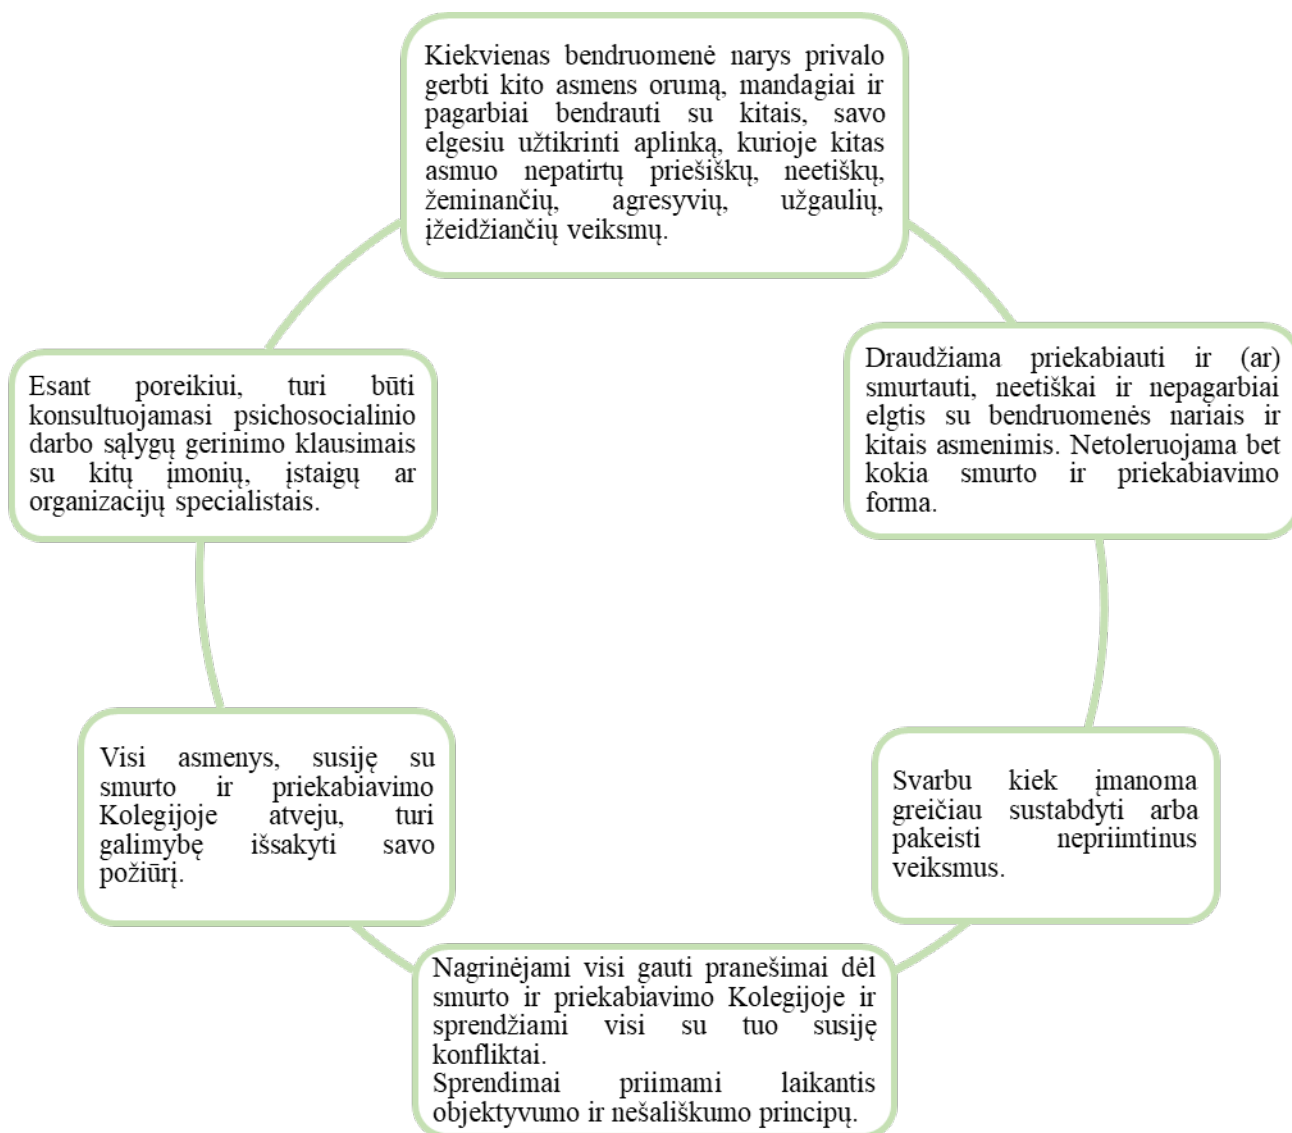 Kiekvienas bendruomenė narys privalo
gerbti kito asmens orumą, mandagiai ir
pagarbiai bendrauti su kitais, savo
elgesiu užtikrinti aplinką, kurioje kitas
asmuo nepatirtų priešiškų, neetiškų,
žeminančių, agresyvių, užgaulių,
įžeidžiančių veiksmų.
Draudžiama priekabiauti ir (ar)
smurtauti, neetiškai ir nepagarbiai
elgtis su bendruomenės nariais ir
kitais asmenimis. Netoleruojama bet
kokia smurto ir priekabiavimo
forma.
Svarbu kiek įmanoma
greičiau sustabdyti arba
pakeisti nepriimtinus
veiksmus.
Nagrinėjami visi gauti pranešimai dėl
smurto ir priekabiavimo Kolegijoje ir
sprendžiami visi su tuo susiję
konfliktai.
Sprendimai priimami laikantis
objektyvumo ir nešališkumo principų.
Visi asmenys, susiję su
smurto ir priekabiavimo
Kolegijoje atveju, turi
galimybę išsakyti savo
požiūrį.
Esant poreikiui, turi būti
konsultuojamasi psichosocialinio
darbo sąlygų gerinimo klausimais
su kitų įmonių, įstaigų ar
organizacijų specialistais.